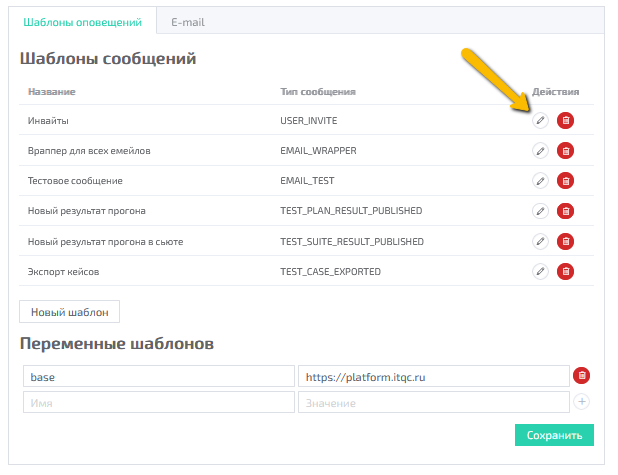 Шаблоны оповещений E-mail
Шаблоны сообщений
Название Тип сообщения Действия
Инвайты USER_INVITE
Враппер для всех емейлов EMAIL_WRAPPER
Тестовое сообщение EMAIL_TEST
Новый результат прогона TEST_PLAN_RESULT_PUBLISHED
Новый результат прогона в сьюте TEST_SUITE_RESULT_PUBLISHED
Экспорт кейсов TEST_CASE_EXPORTED
Новый шаблон
Переменные шаблонов
base https://platform.itqc.ru
Имя Значение
Сохранить